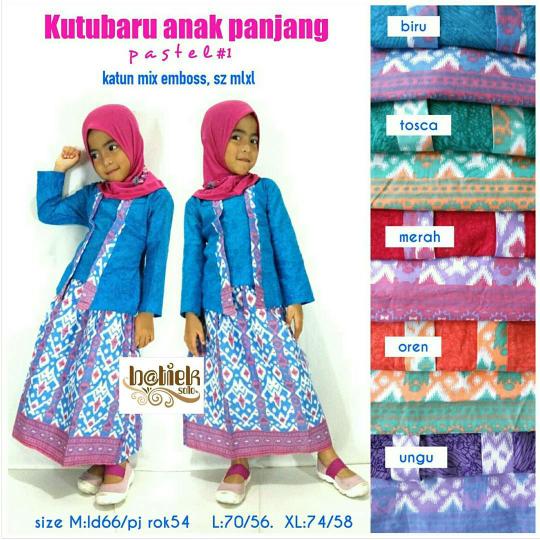 Kutubaru anak panjang
pastel#1
katun mix emboss, sz mlxl
biru
tosca
merah
oren
ungu
b@tiek
solo
size M:ld66/pj rok54 L:70/56. XL:74/58